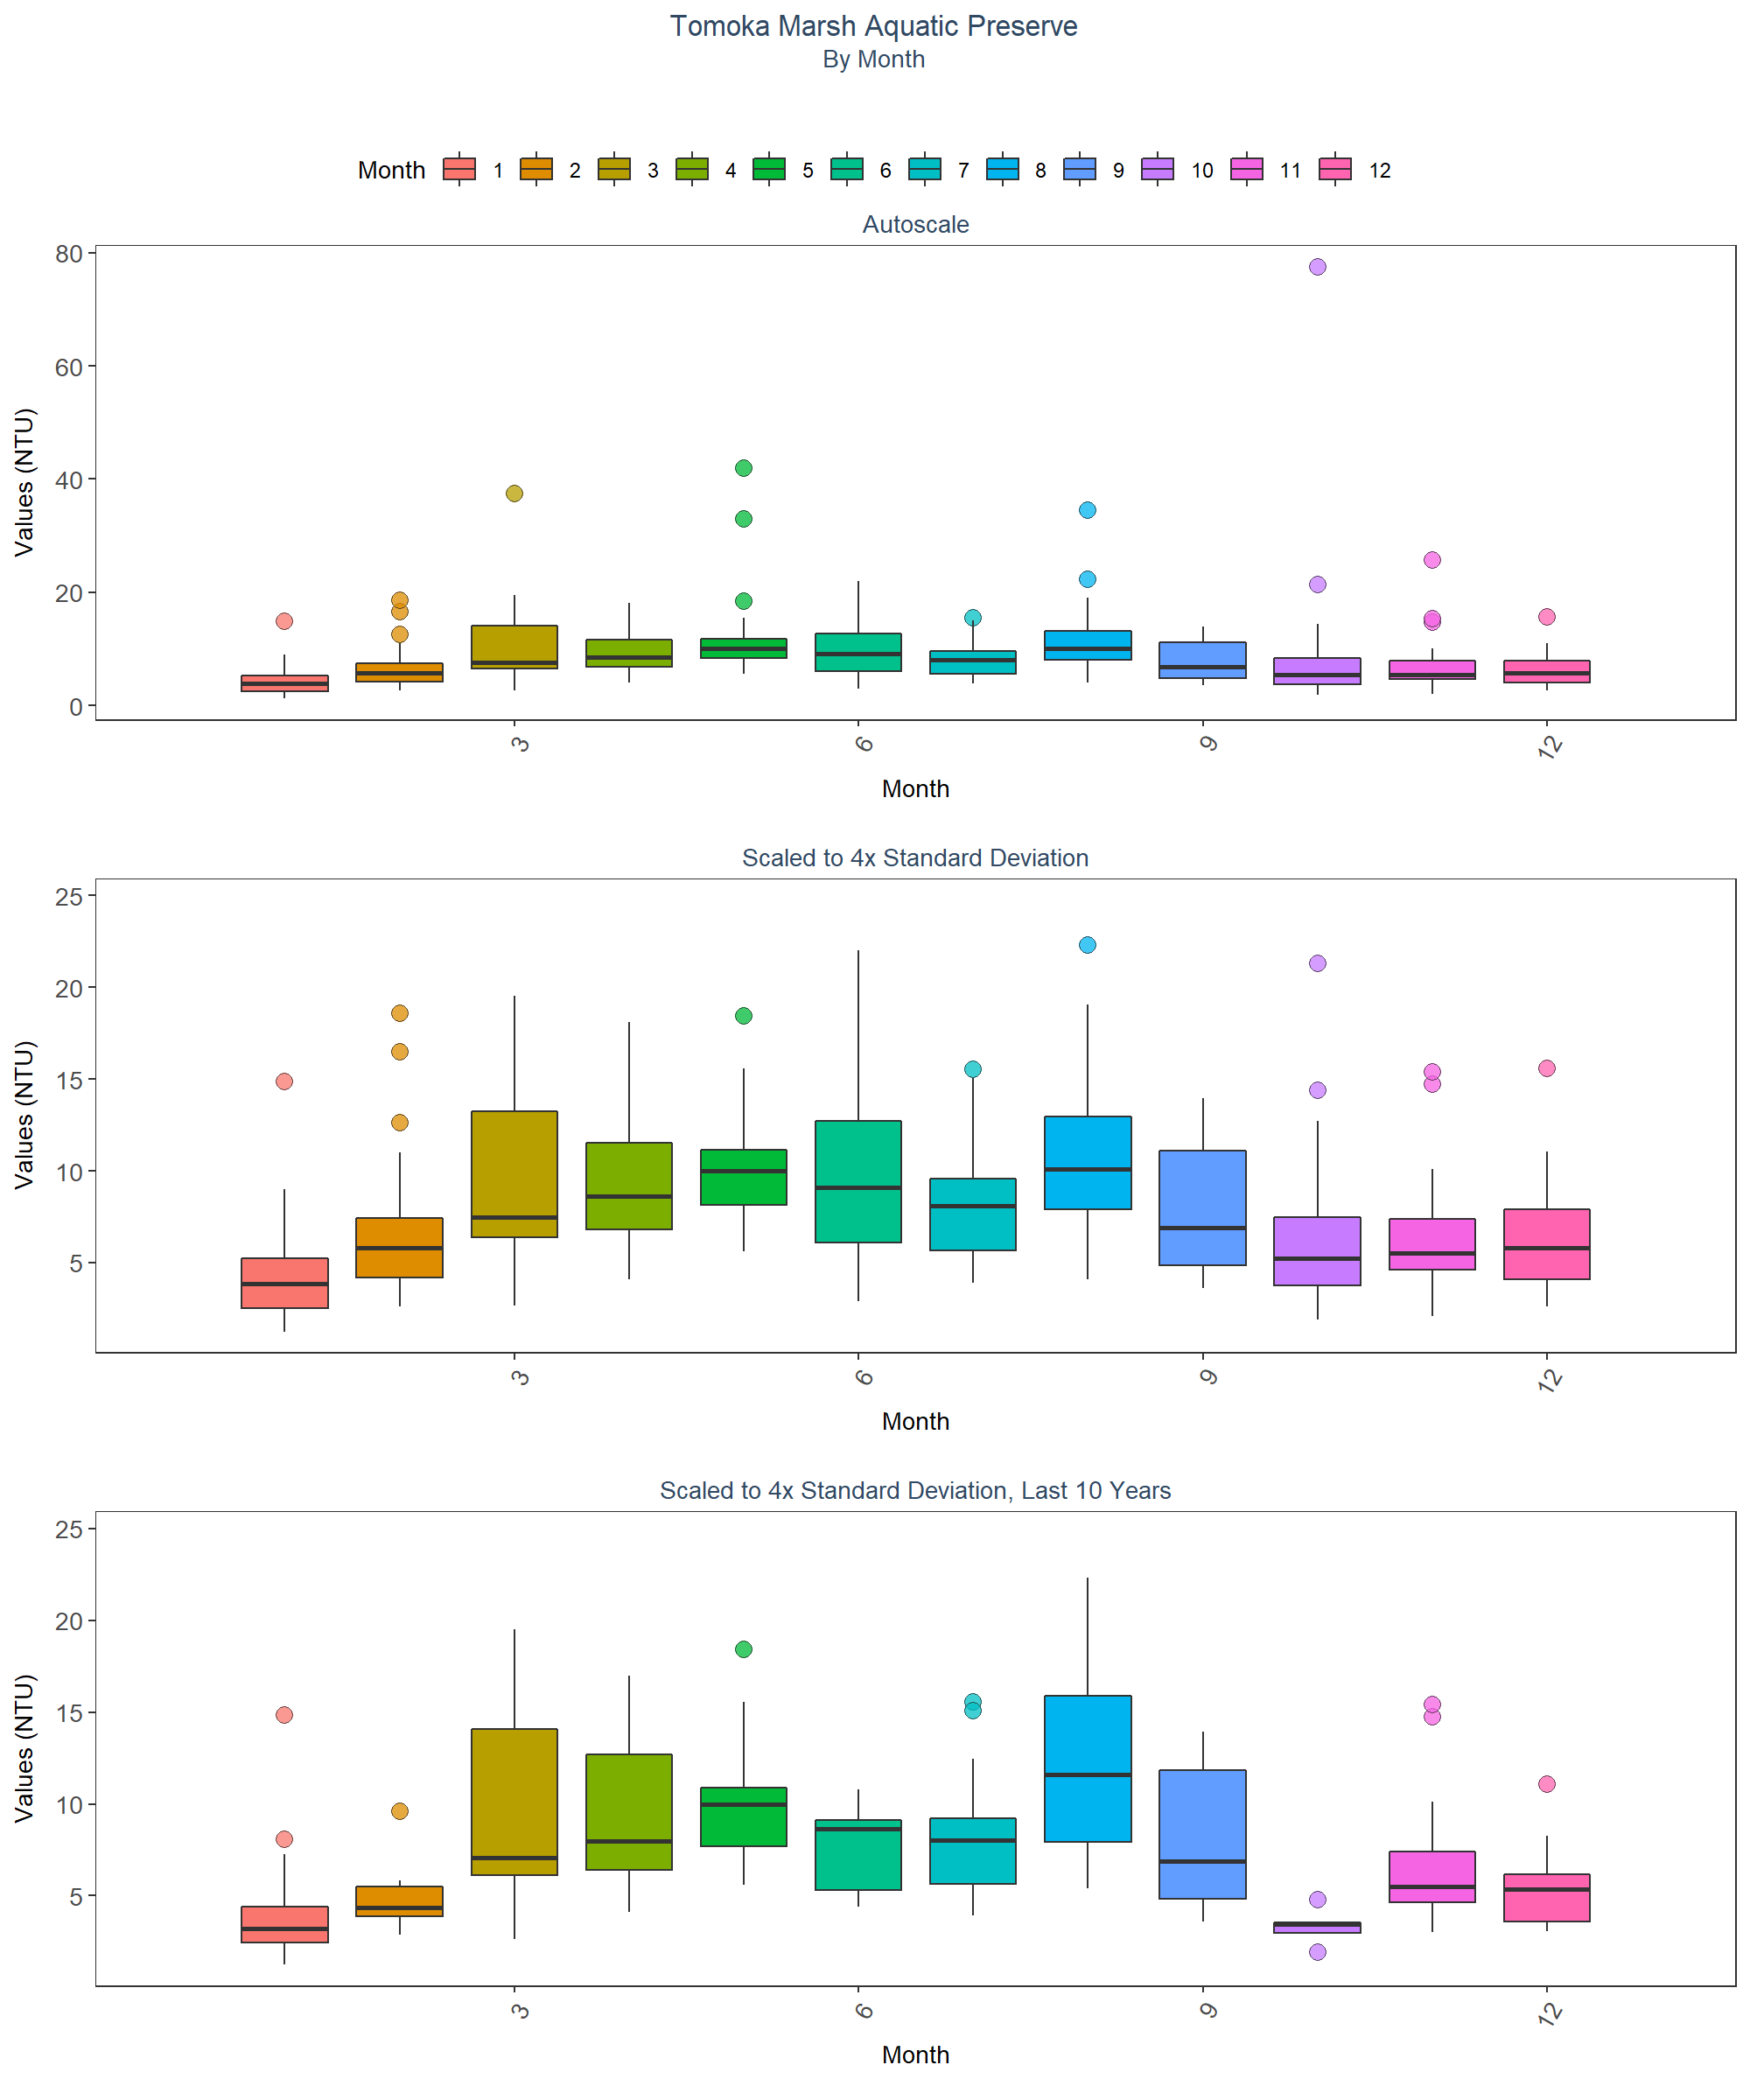 Tomoka Marsh Aquatic Preserve
By Month
Month 1 2 3 4 5 6 7 8 9 10 11 12
Autoscale
80
60
40
20
0
Values (NTU)
3 6 9 12
Month
Scaled to 4x Standard Deviation
25
20
15
10
5
Values (NTU)
3 6 9 12
Month
Scaled to 4x Standard Deviation, Last 10 Years
25
20
15
10
5
Values (NTU)
3 6 9 12
Month